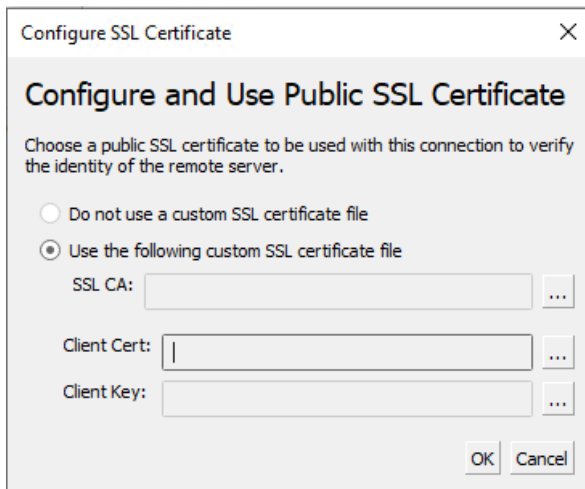 Configure SSL Certificate
Configure and Use Public SSL Certificate
Choose a public SSL certificate to be used with this connection to verify
the identity of the remote server.
Do not use a custom SSL certificate file
Use the following custom SSL certificate file
SSL CA: ...
Client Cert: ...
Client Key: ...
OK Cancel